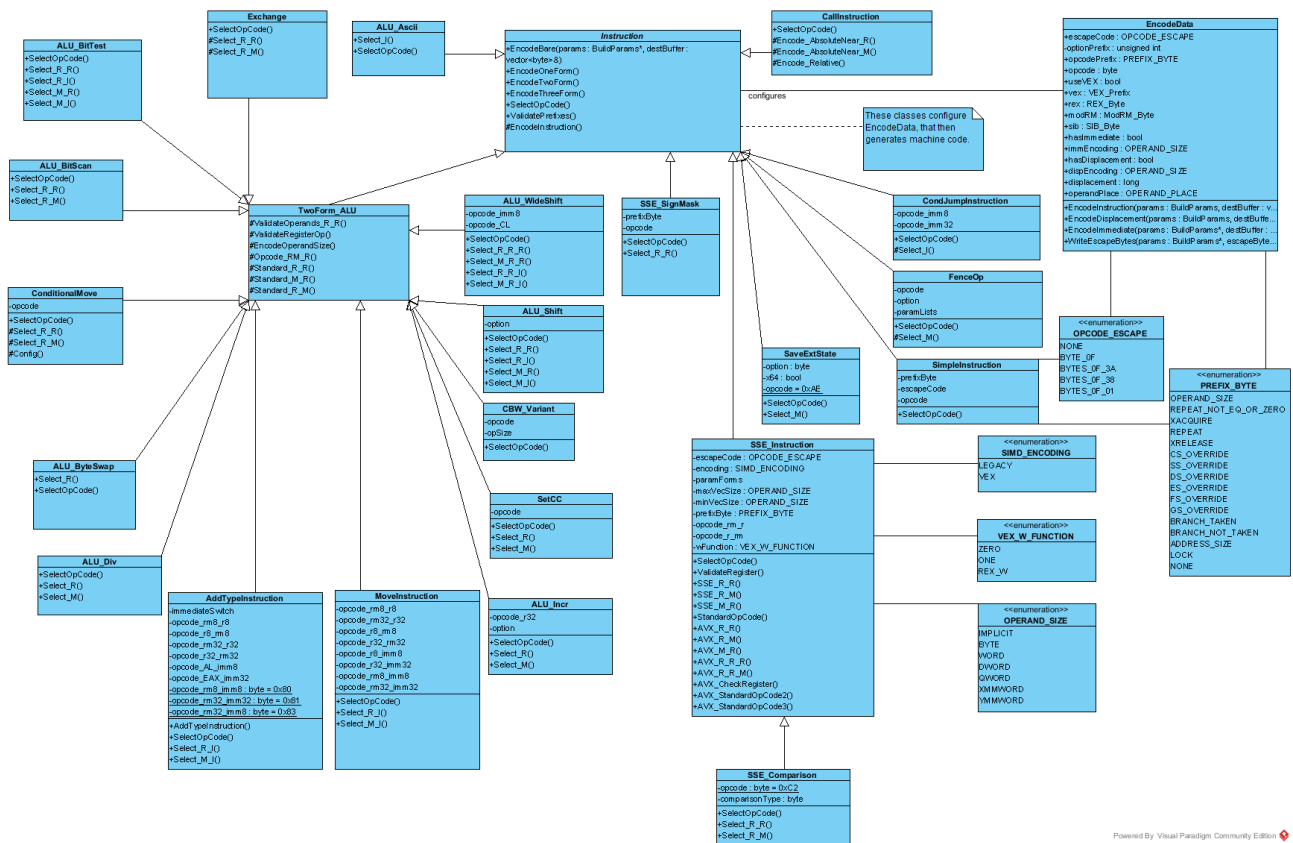 Exchange
+SelectOpCode()
#Select_R_R()
#Select_R_M()
ALU_Ascii
+Select_I()
+SelectOpCode()
Instruction
+EncodeBare(params : BuildParams*, destBuffer :
vector<byte>&)
+EncodeOneForm()
+EncodeTwoForm()
+EncodeThreeForm()
+SelectOpCode()
+ValidatePrefixes()
#EncodeInstruction()
CallInstruction
+SelectOpCode()
#Encode_AbsoluteNear_R()
#Encode_AbsoluteNear_M()
#Encode_Relative()
EncodeData
+escapeCode : OPCODE_ESCAPE
-optionPrefix : unsigned int
+opcodePrefix : PREFIX_BYTE
+opcode : byte
+useVEX : bool
+vex : VEX_Prefix
+rex : REX_Byte
+modRM : ModRM_Byte
+sib : SIB_Byte
+hasImmediate : bool
+immEncoding : OPERAND_SIZE
+hasDisplacement : bool
+dispEncoding : OPERAND_SIZE
+displacement : long
+operandPlace : OPERAND_PLACE
+EncodeInstruction(params : BuildParams, destBuffer : v...
+EncodeDisplacement(params : BuildParams, destBuffe...
+EncodeImmediate(params : BuildParams*, destBuffer : ...
+WriteEscapeBytes(params : BuildParams*, escapeByte...
configures
These classes configure
EncodeData, that then
generates machine code.
ALU_BitTest
+SelectOpCode()
+Select_R_R()
+Select_R_I()
+Select_M_R()
+Select_M_I()
ALU_BitScan
+SelectOpCode()
+Select_R_R()
+Select_R_M()
TwoForm_ALU
#ValidateOperands_R_R()
#ValidateRegisterOp()
#EncodeOperandSize()
#Opcode_RM_R()
#Standard_R_R()
#Standard_M_R()
#Standard_R_M()
ALU_WideShift
-opcode_imm8
-opcode_CL
+SelectOpCode()
+Select_R_R_R()
+Select_M_R_R()
+Select_R_R_I()
+Select_M_R_I()
SSE_SignMask
-prefixByte
-opcode
+SelectOpCode()
+Select_R_R()
CondJumpInstruction
-opcode_imm8
-opcode_imm32
+SelectOpCode()
#Select_I()
FenceOp
-opcode
-option
-paramLists
+SelectOpCode()
#Select_M()
ConditionalMove
-opcode
+SelectOpCode()
#Select_R_R()
#Select_R_M()
#Config()
ALU_Shift
-option
+SelectOpCode()
+Select_R_R()
+Select_R_I()
+Select_M_R()
+Select_M_I()
SaveExtState
-option : byte
-x64 : bool
-opcode = 0xAE
+SelectOpCode()
+Select_M()
SimpleInstruction
-prefixByte
-escapeCode
-opcode
+SelectOpCode()
<<enumeration>>
OPCODE_ESCAPE
NONE
BYTE_0F
BYTES_0F_3A
BYTES_0F_38
BYTES_0F_01
<<enumeration>>
PREFIX_BYTE
OPERAND_SIZE
REPEAT_NOT_EQ_OR_ZERO
XACQUIRE
REPEAT
XRELEASE
CS_OVERRIDE
SS_OVERRIDE
DS_OVERRIDE
ES_OVERRIDE
FS_OVERRIDE
GS_OVERRIDE
BRANCH_TAKEN
BRANCH_NOT_TAKEN
ADDRESS_SIZE
LOCK
NONE
CBW_Variant
-opcode
-opSize
+SelectOpCode()
SSE_Instruction
-escapeCode : OPCODE_ESCAPE
-encoding : SIMD_ENCODING
-paramForms
-maxVecSize : OPERAND_SIZE
-minVecSize : OPERAND_SIZE
-prefixByte : PREFIX_BYTE
-opcode_rm_r
-opcode_r_rm
-wFunction : VEX_W_FUNCTION
+SelectOpCode()
+ValidateRegister()
+SSE_R_R()
+SSE_R_M()
+SSE_M_R()
+StandardOpCode()
+AVX_R_R()
+AVX_R_M()
+AVX_M_R()
+AVX_R_R_R()
+AVX_R_R_M()
+AVX_CheckRegister()
+AVX_StandardOpCode2()
+AVX_StandardOpCode3()
<<enumeration>>
SIMD_ENCODING
LEGACY
VEX
<<enumeration>>
VEX_W_FUNCTION
ZERO
ONE
REX_W
<<enumeration>>
OPERAND_SIZE
IMPLICIT
BYTE
WORD
DWORD
QWORD
XMMWORD
YMMWORD
ALU_ByteSwap
+Select_R()
+SelectOpCode()
SetCC
-opcode
+SelectOpCode()
+Select_R()
+Select_M()
ALU_Div
+SelectOpCode()
+Select_R()
+Select_M()
AddTypeInstruction
-immediateSwitch
-opcode_rm8_r8
-opcode_r8_rm8
-opcode_rm32_r32
-opcode_r32_rm32
-opcode_AL_imm8
-opcode_EAX_imm32
-opcode_rm8_imm8 : byte = 0x80
-opcode_rm32_imm32 : byte = 0x81
-opcode_rm32_imm8 : byte = 0x83
+AddTypeInstruction()
+SelectOpCode()
+Select_R_I()
+Select_M_I()
MoveInstruction
-opcode_rm8_r8
-opcode_rm32_r32
-opcode_r8_rm8
-opcode_r32_rm32
-opcode_r8_imm8
-opcode_r32_imm32
-opcode_rm8_imm8
-opcode_rm32_imm32
+SelectOpCode()
+Select_R_I()
+Select_M_I()
ALU_Incr
-opcode_r32
-option
+SelectOpCode()
+Select_R()
+Select_M()
SSE_Comparison
-opcode : byte = 0xC2
-comparisonType : byte
+SelectOpCode()
+Select_R_R()
+Select_R_M()
Powered By Visual Paradigm Community Edition